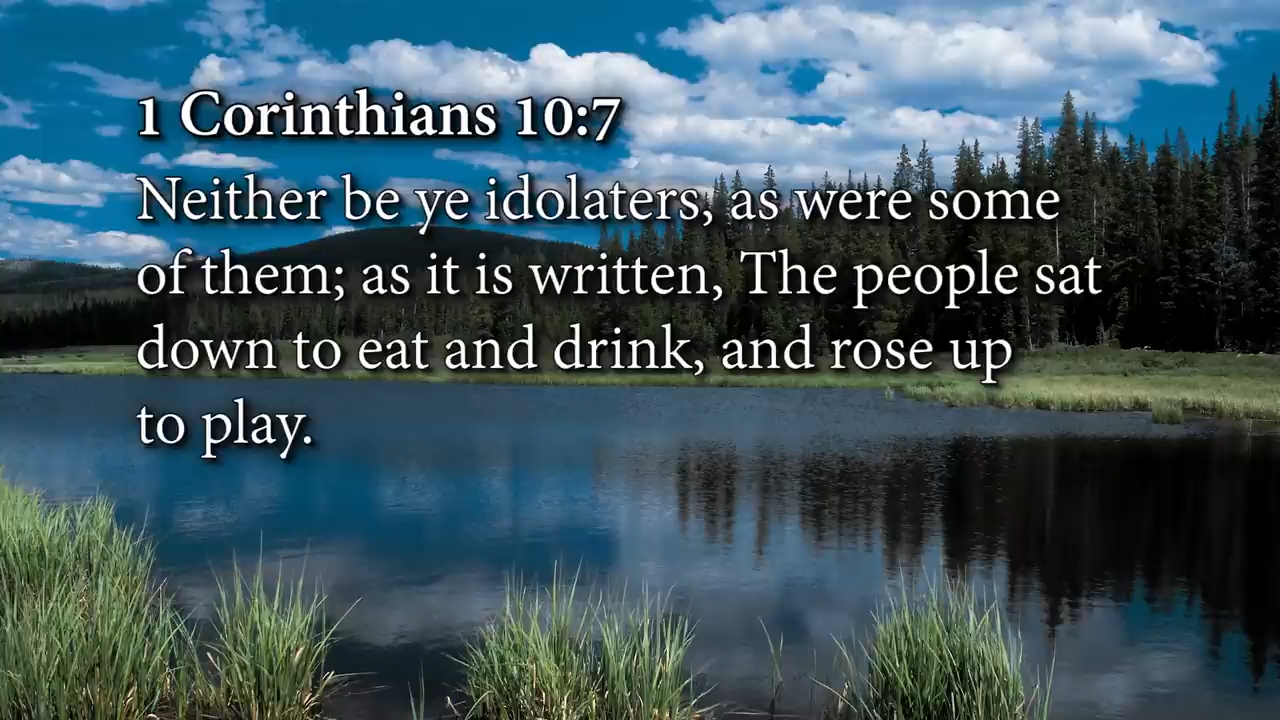 1 Corinthians 10:7
Neither be ye idolaters, as were some
of them; as it is written, The people sat
down to eat and drink, and rose up
to play.